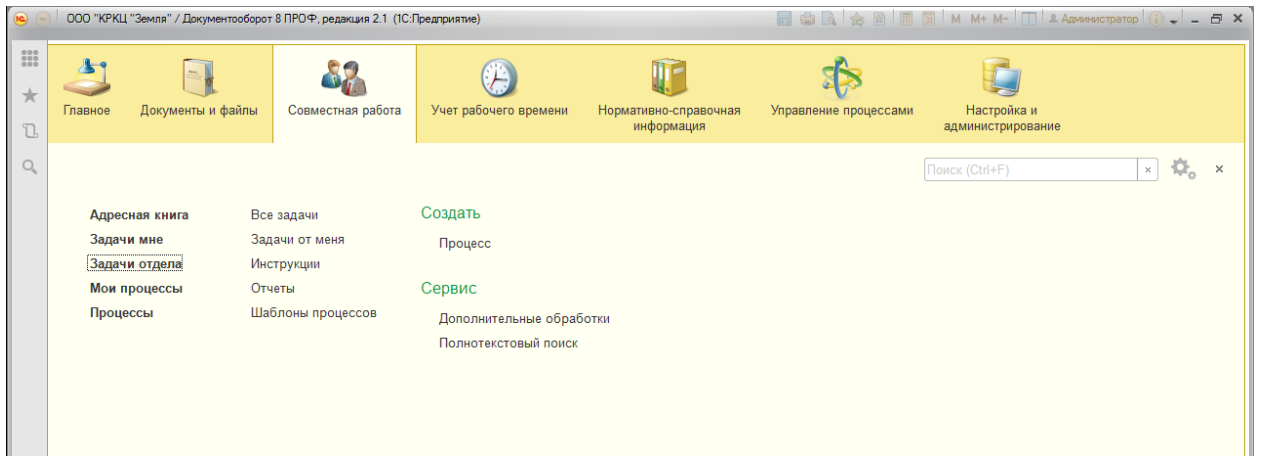 ООО "КРКЦ "Земля" / Документооборот 8 ПРОФ, редакция 2.1 (1С:Предприятие)
M M+ M- Администратор
Главное
Документы и файлы
Совместная работа
Учет рабочего времени
Нормативно-справочная
информация
Управление процессами
Настройка и
администрирование
Поиск (Ctrl+F)
Адресная книга
Задачи мне
Задачи отдела
Мои процессы
Процессы
Все задачи
Задачи от меня
Инструкции
Отчеты
Шаблоны процессов
Создать
Процесс
Сервис
Дополнительные обработки
Полнотекстовый поиск